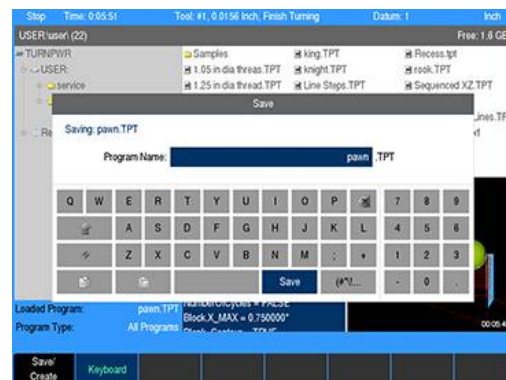 Stop Time: 0:05:51 Tool: #1, 0.0156 Inch, Finish Turning Datum: 1 Inch
USER:\user\ (22) Free: 1.6 GB
TURNPWR
USER:
service
Samples
1.05 in dia threas.TPT
1.25 in dia thread.TPT
king.TPT
knight.TPT
Line Steps.TPT
Recess.tpt
rook.TPT
Sequenced XZ.TPT
Save
Saving: pawn.TPT
Program Name: pawn .TPT
Q W E R T Y U I O P 7 8 9
A S D F G H J K L 4 5 6
Z X C V B N M ; + 1 2 3
Save (#^\... - 0 .
Loaded Program: pawn.TPT
Program Type: All Programs
NumberOfCycles = FALSE
Block.X_MAX = 0.750000"
Save/
Create
Keyboard